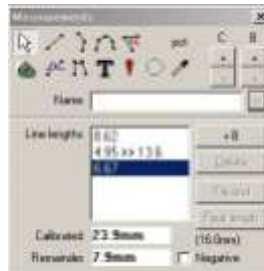 Measurements
plot C B
Name
Line lengths
8.62
4.95 >> 13.6
6.67
+B
Delete
Calibrated 23.9mm (16.0mm)
Remainder 7.9mm Negative